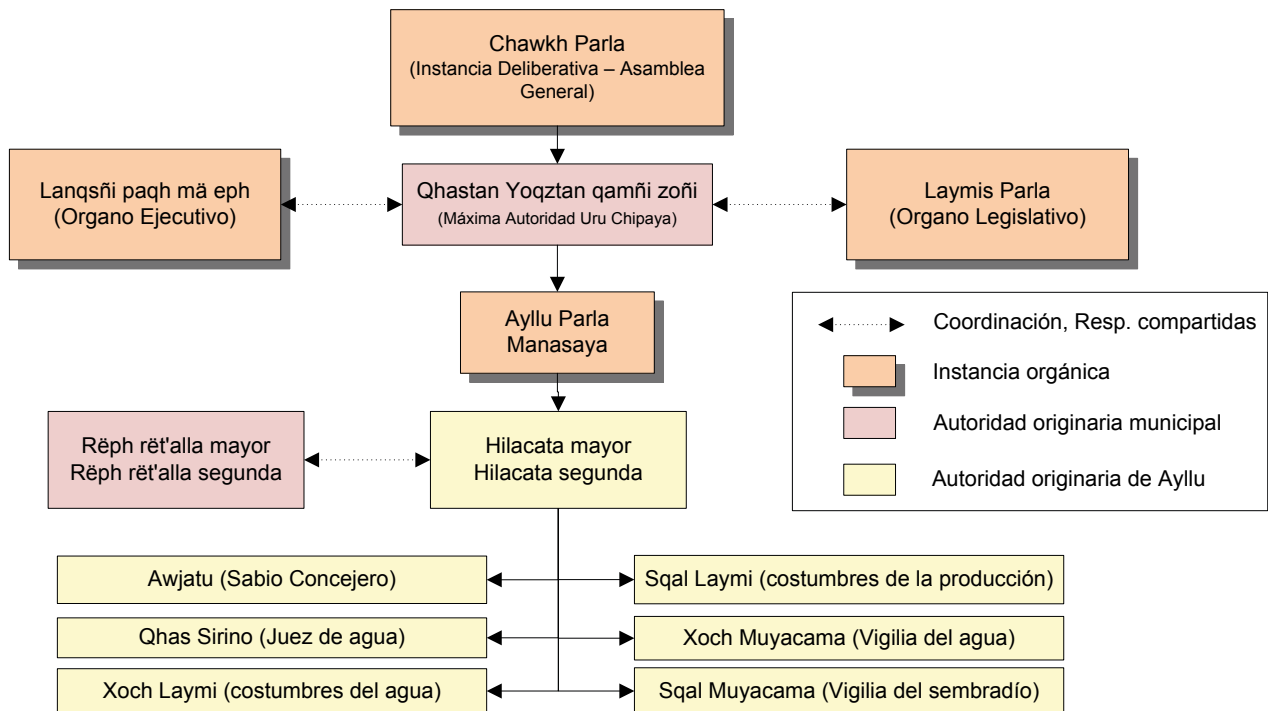 Chawkh Parla
(Instancia Deliberativa – Asamblea
General)
Lanqsñi paqh mä eph
(Organo Ejecutivo)
Qhastan Yoqztan qamñi zoñi
(Máxima Autoridad Uru Chipaya)
Laymis Parla
(Organo Legislativo)
Ayllu Parla
Manasaya
Coordinación, Resp. compartidas
Instancia orgánica
Autoridad originaria municipal
Autoridad originaria de Ayllu
Rëph rët'alla mayor
Rëph rët'alla segunda
Hilacata mayor
Hilacata segunda
Awjatu (Sabio Concejero)
Sqal Laymi (costumbres de la producción)
Qhas Sirino (Juez de agua)
Xoch Muyacama (Vigilia del agua)
Xoch Laymi (costumbres del agua)
Sqal Muyacama (Vigilia del sembradío)